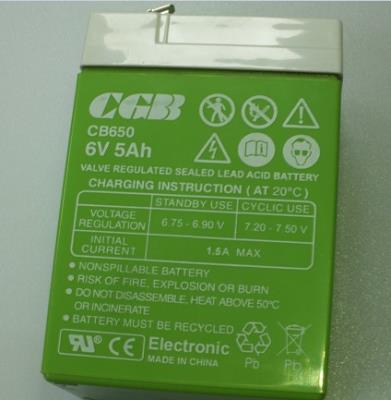 CGB
CB650
6V 5Ah
VALVE REGULATED SEALED LEAD ACID BATTERY
CHARGING INSTRUCTION ( AT 20°C )
STANDBY USE CYCLIC USE
VOLTAGE REGULATION 6.75 - 6.90 V 7.20 - 7.50 V
INITIAL CURRENT 1.5A MAX
NONSPILLABLE BATTERY
RISK OF FIRE, EXPLOSION OR BURN
DO NOT DISASSEMBLE, HEAT ABOVE 50°C
OR INCINERATE
BATTERY MUST BE RECYCLED
UL ® CE Electronic
MADE IN CHINA
Pb Pb